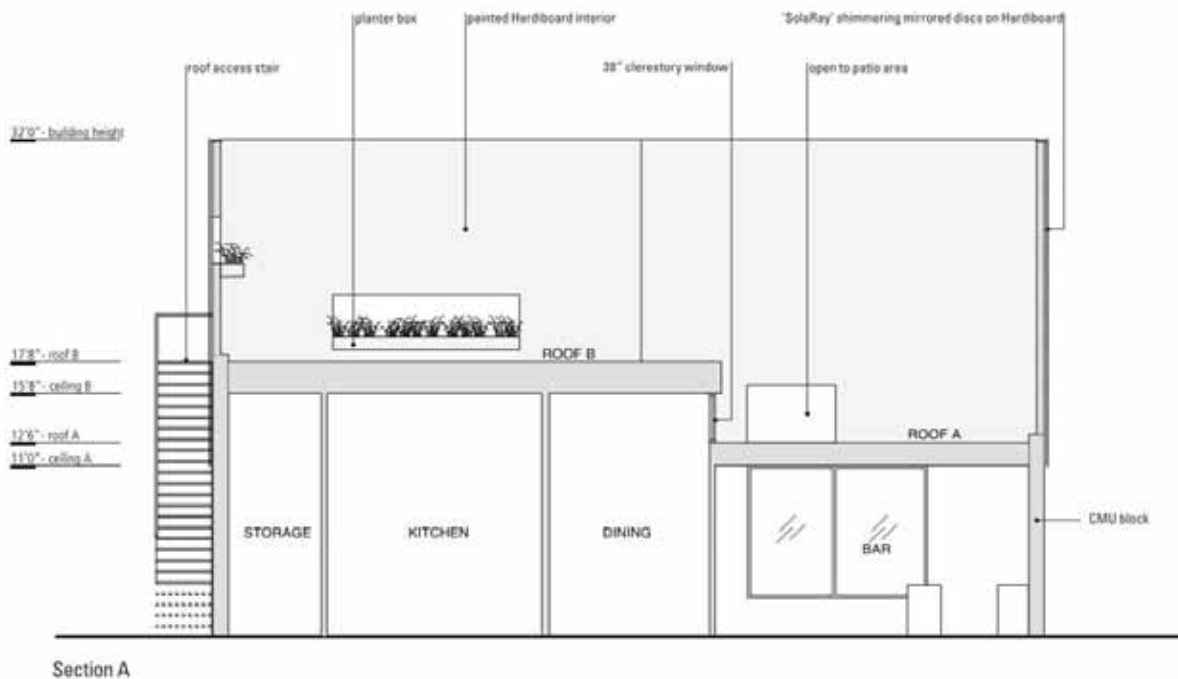 planter box
painted Hardiboard interior
'SolaRay' shimmering mirrored discs on Hardiboard
roof access stair
38" clerestory window
open to patio area
32'0" - building height
17'8" - roof B
ROOF B
15'8" - ceiling B
12'6" - roof A
ROOF A
11'0" - ceiling A
STORAGE
KITCHEN
DINING
BAR
CMU block
Section A